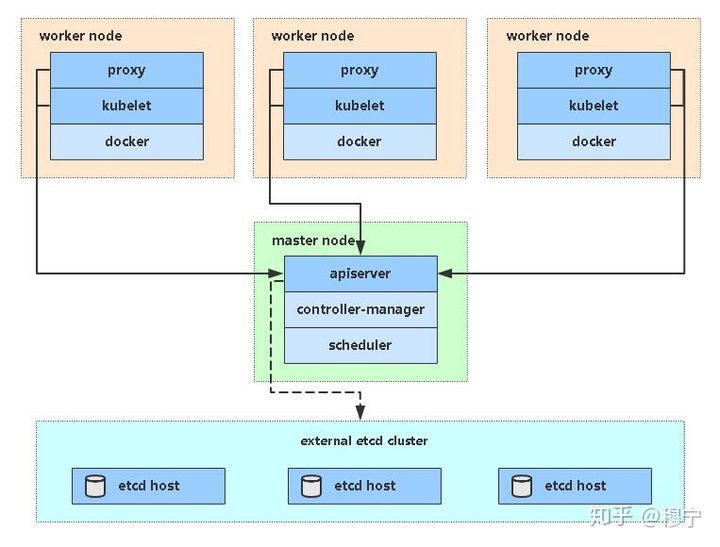 worker node
proxy
kubelet
docker
worker node
proxy
kubelet
docker
worker node
proxy
kubelet
docker
master node
apiserver
controller-manager
scheduler
external etcd cluster
etcd host
etcd host
etcd host
知乎 @穆宁